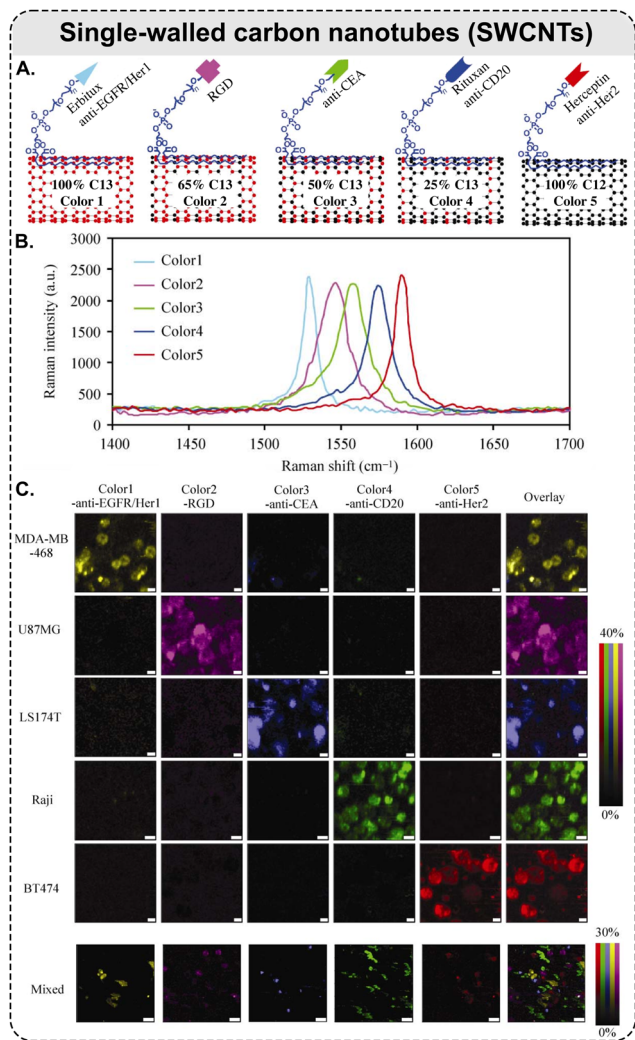 Single-walled carbon nanotubes (SWCNTs)
A.
Erbitux
anti-EGFR/Her1
RGD
anti-CEA
Rituxan
anti-CD20
Herceptin
anti-Her2
100% C13
Color 1
65% C13
Color 2
50% C13
Color 3
25% C13
Color 4
100% C12
Color 5
B.
Raman intensity (a.u.)
3000
2500
2000
1500
1000
500
0
Color1
Color2
Color3
Color4
Color5
1400 1450 1500 1550 1600 1650 1700
Raman shift (cm⁻¹)
C.
Color1
-anti-EGFR/Her1
Color2
-RGD
Color3
-anti-CEA
Color4
-anti-CD20
Color5
-anti-Her2
Overlay
MDA-MB
-468
U87MG
LS174T
Raji
BT474
Mixed
40%
0%
30%
0%